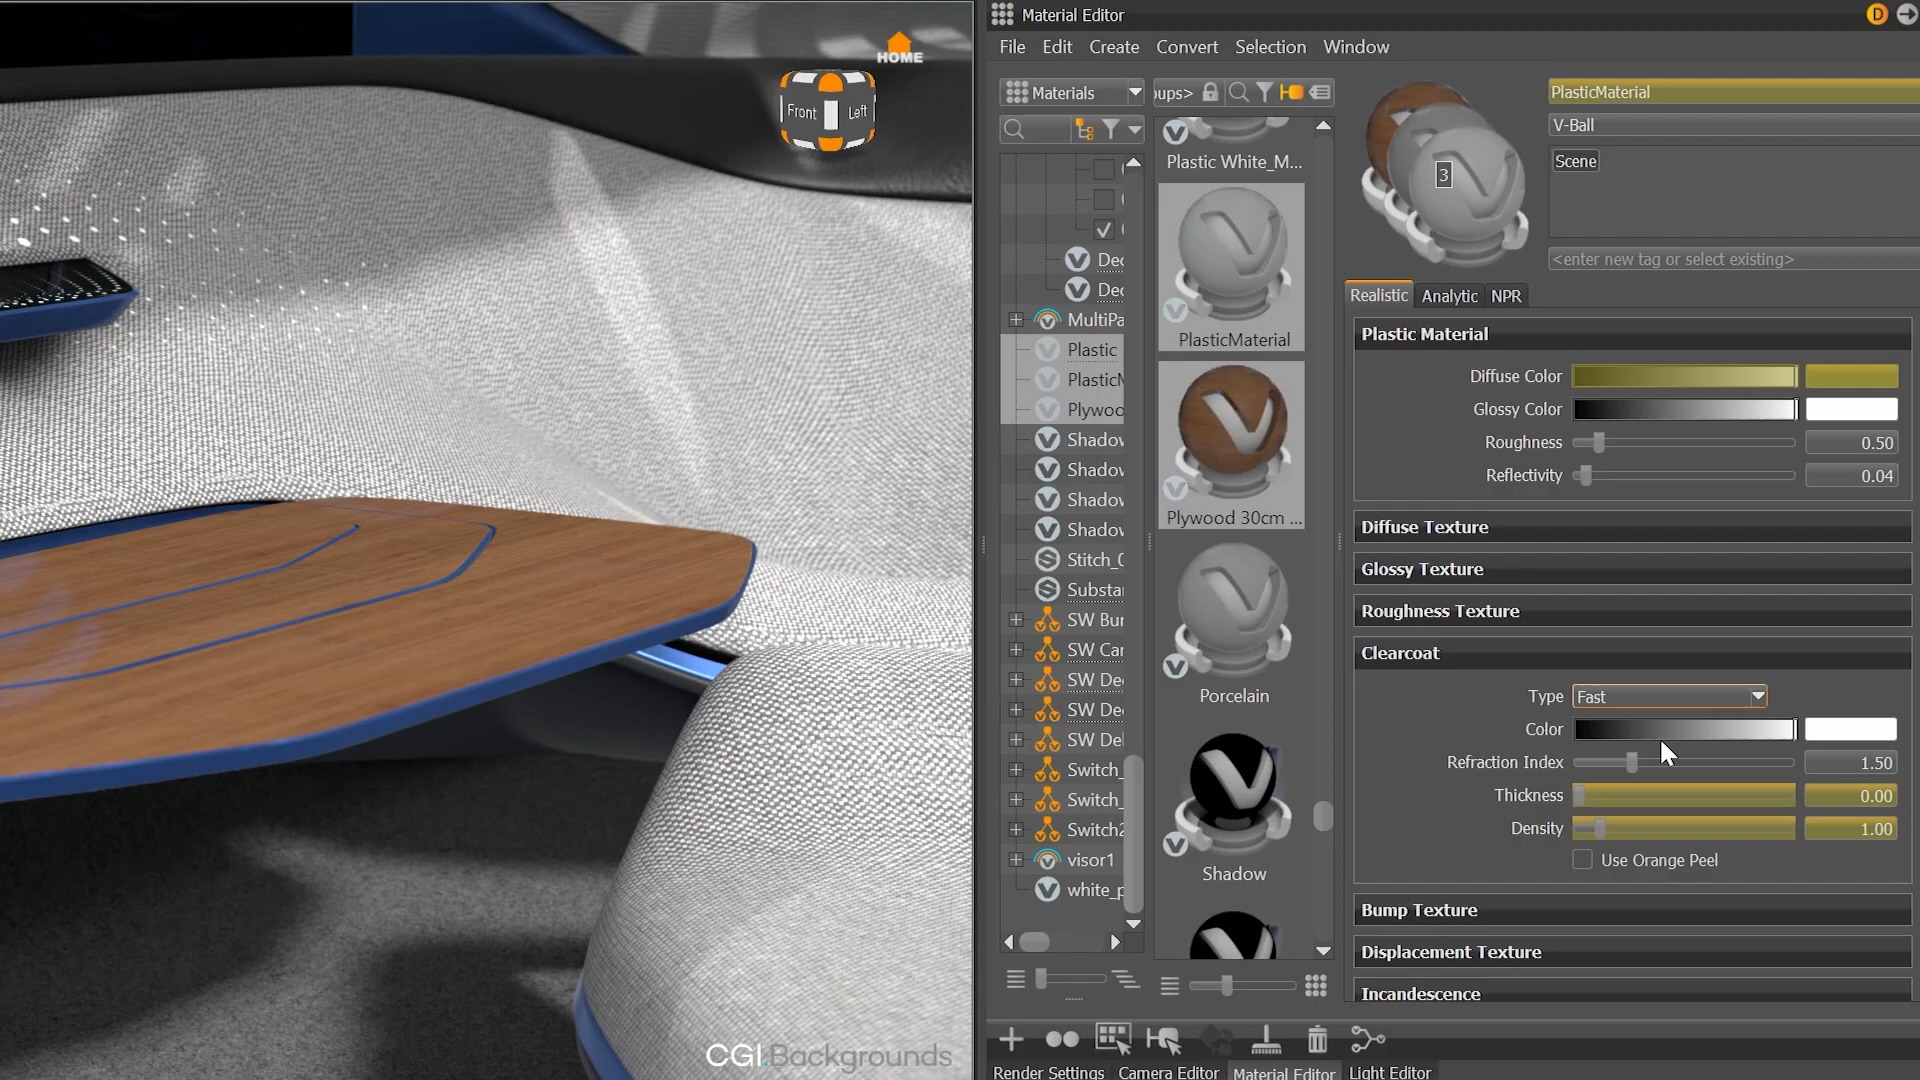 Material Editor
D
File Edit Create Convert Selection Window
HOME
Front Left
Materials
oups>
PlasticMaterial
V-Ball
Scene
3
<enter new tag or select existing>
Plastic White_M...
PlasticMaterial
Plywood 30cm ...
Porcelain
Shadow
Dec
Dec
MultiPa
Plastic
PlasticM
Plywoo
Shadov
Shadov
Shadov
Shadov
Stitch_0
Substar
SW Bur
SW Car
SW Dec
SW Dec
SW Del
Switch_
Switch_
Switch2
visor1
white_p
Realistic Analytic NPR
Plastic Material
Diffuse Color
Glossy Color
Roughness 0.50
Reflectivity 0.04
Diffuse Texture
Glossy Texture
Roughness Texture
Clearcoat
Type Fast
Color
Refraction Index 1.50
Thickness 0.00
Density 1.00
Use Orange Peel
Bump Texture
Displacement Texture
Incandescence
CGI.Backgrounds
Render Settings Camera Editor Material Editor Light Editor